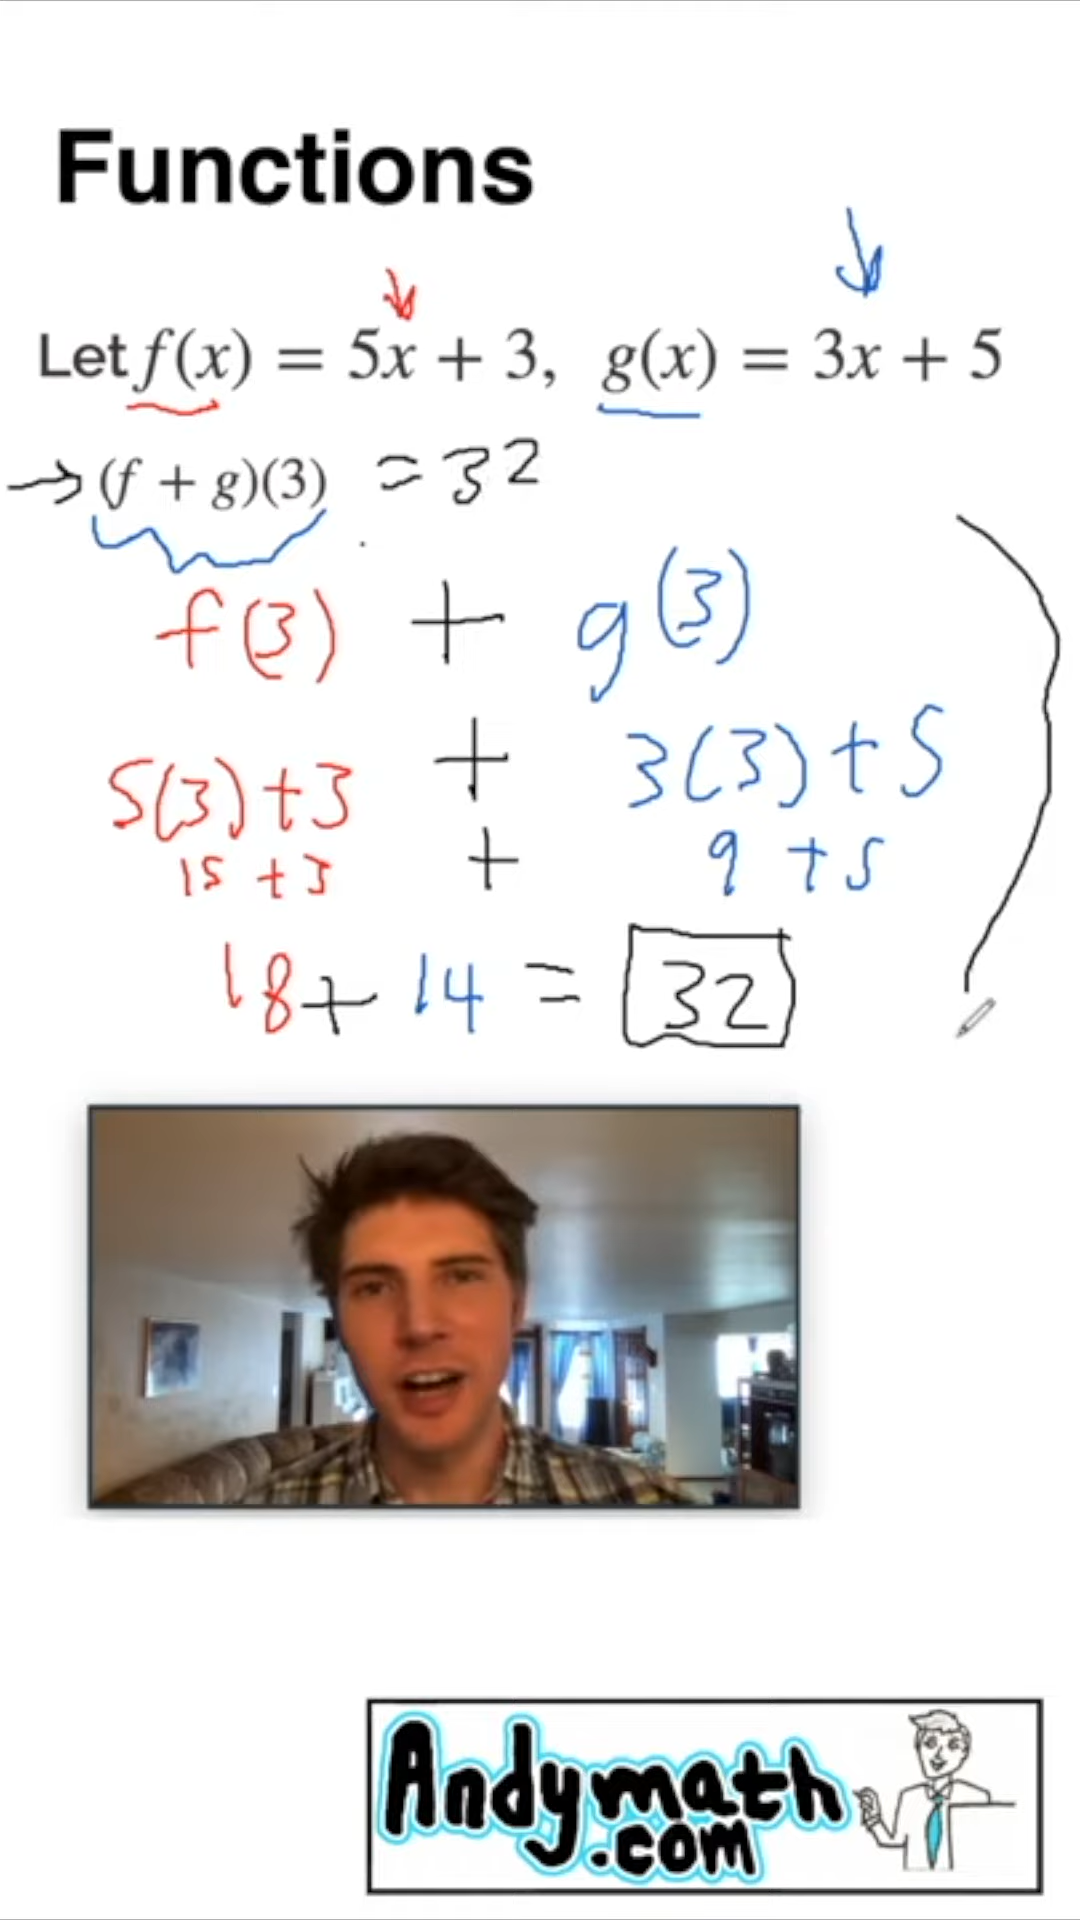 Functions
Let f(x) = 5x + 3, g(x) = 3x + 5
→ (f + g)(3) = 32
f(3) + g(3)
5(3)+3 + 3(3)+5
15 +3 + 9 +5
18+ 14 = 32
Andymath
.com